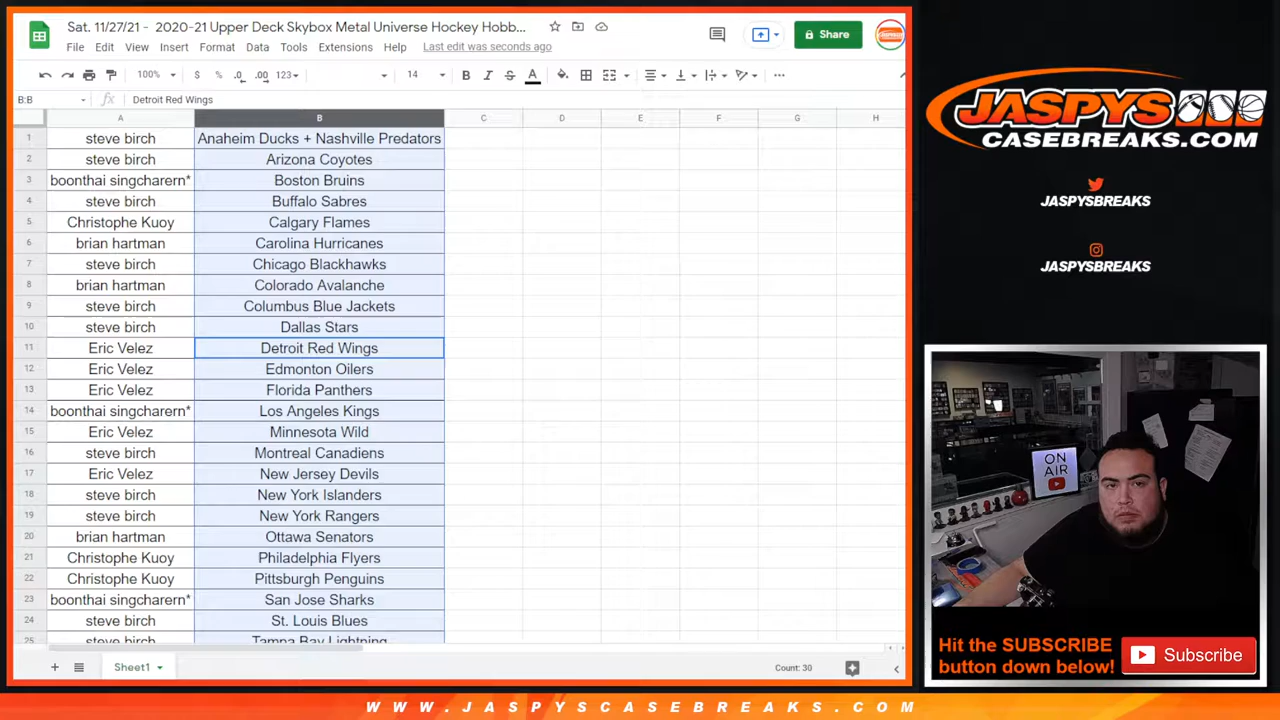 Sat. 11/27/21 - 2020-21 Upper Deck Skybox Metal Universe Hockey Hobb...
File Edit View Insert Format Data Tools Extensions Help Last edit was seconds ago
Share
100% $ % .0 .00 123 14 B I S A
B:B fx Detroit Red Wings
A B C D E F G H
1 steve birch Anaheim Ducks + Nashville Predators
2 steve birch Arizona Coyotes
3 boonthai singcharern* Boston Bruins
4 steve birch Buffalo Sabres
5 Christophe Kuoy Calgary Flames
6 brian hartman Carolina Hurricanes
7 steve birch Chicago Blackhawks
8 brian hartman Colorado Avalanche
9 steve birch Columbus Blue Jackets
10 steve birch Dallas Stars
11 Eric Velez Detroit Red Wings
12 Eric Velez Edmonton Oilers
13 Eric Velez Florida Panthers
14 boonthai singcharern* Los Angeles Kings
15 Eric Velez Minnesota Wild
16 steve birch Montreal Canadiens
17 Eric Velez New Jersey Devils
18 steve birch New York Islanders
19 steve birch New York Rangers
20 brian hartman Ottawa Senators
21 Christophe Kuoy Philadelphia Flyers
22 Christophe Kuoy Pittsburgh Penguins
23 boonthai singcharern* San Jose Sharks
24 steve birch St. Louis Blues
25 steve birch Tampa Bay Lightning
Sheet1
Count: 30
JASPYS
CASEBREAKS.COM
JASPYSBREAKS
JASPYSBREAKS
ON
AIR
Hit the SUBSCRIBE
button down below!
Subscribe
WWW.JASPYSCASEBREAKS.COM